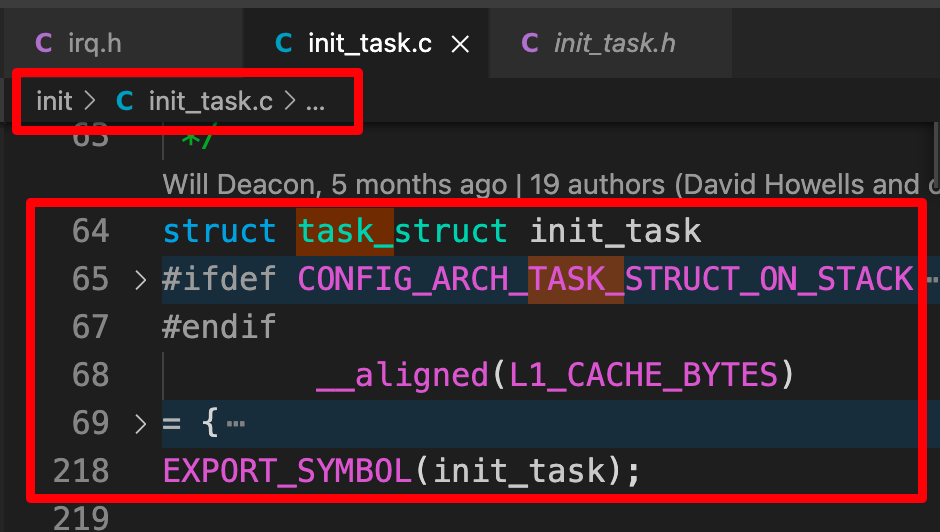 C irq.h C init_task.c × C init_task.h
init > C init_task.c > ...
63 */
Will Deacon, 5 months ago | 19 authors (David Howells and
64 struct task_struct init_task
65 > #ifdef CONFIG_ARCH_TASK_STRUCT_ON_STACK ⋯
67 #endif
68 __aligned(L1_CACHE_BYTES)
69 > = { ⋯
218 EXPORT_SYMBOL(init_task);
219